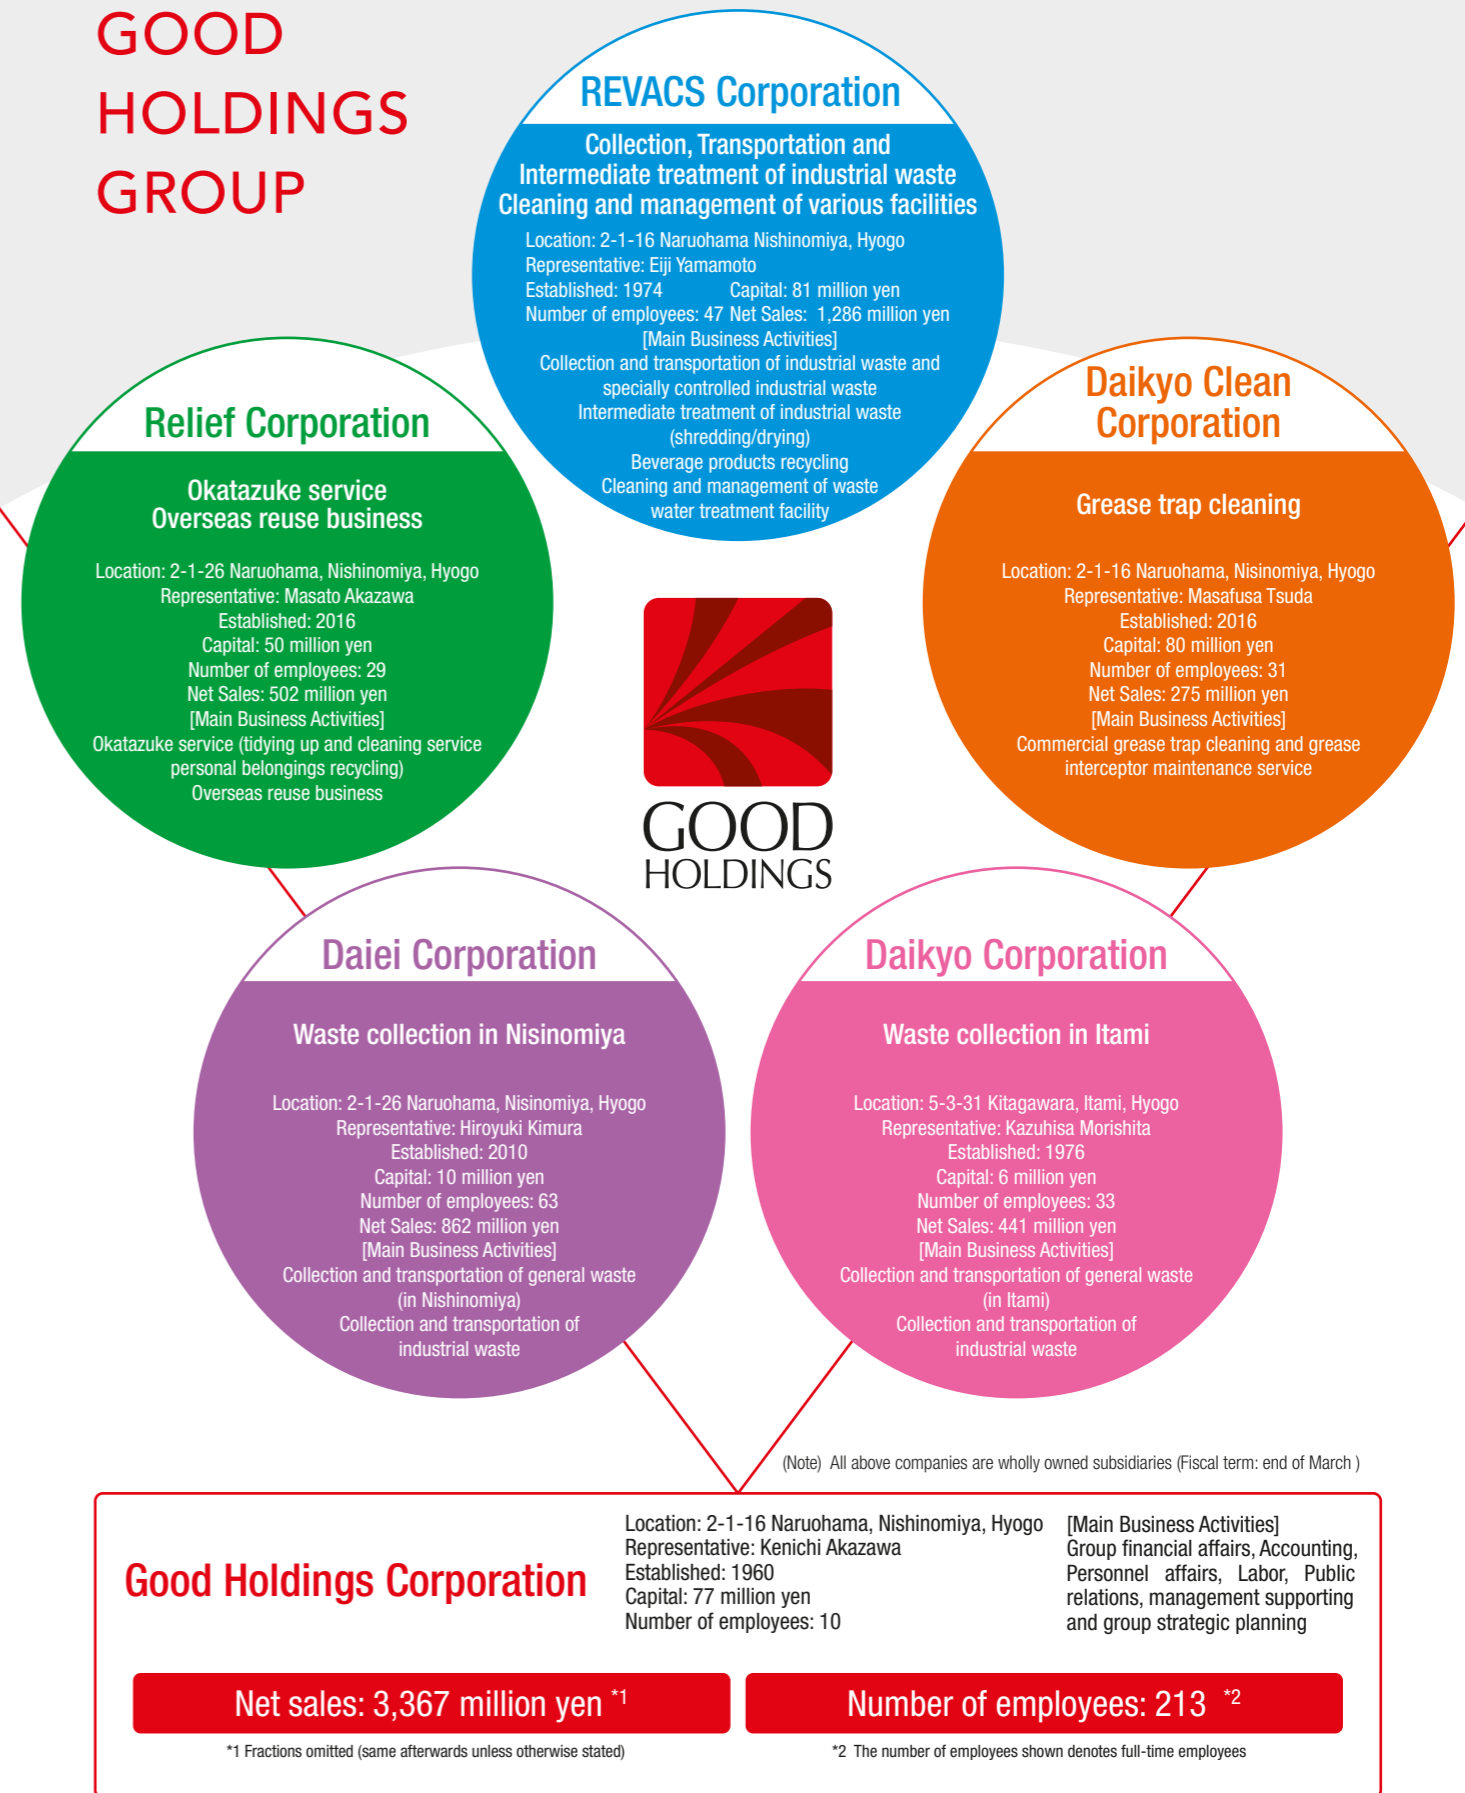 GOOD
HOLDINGS
GROUP
REVACS Corporation
Collection, Transportation and
Intermediate treatment of industrial waste
Cleaning and management of various facilities
Location: 2-1-16 Naruohama Nishinomiya, Hyogo
Representative: Eiji Yamamoto
Established: 1974 Capital: 81 million yen
Number of employees: 47 Net Sales: 1,286 million yen
[Main Business Activities]
Collection and transportation of industrial waste and
specially controlled industrial waste
Intermediate treatment of industrial waste
(shredding/drying)
Beverage products recycling
Cleaning and management of waste
water treatment facility
Relief Corporation
Okatazuke service
Overseas reuse business
Location: 2-1-26 Naruohama, Nishinomiya, Hyogo
Representative: Masato Akazawa
Established: 2016
Capital: 50 million yen
Number of employees: 29
Net Sales: 502 million yen
[Main Business Activities]
Okatazuke service (tidying up and cleaning service
personal belongings recycling)
Overseas reuse business
Daikyo Clean
Corporation
Grease trap cleaning
Location: 2-1-16 Naruohama, Nisinomiya, Hyogo
Representative: Masafusa Tsuda
Established: 2016
Capital: 80 million yen
Number of employees: 31
Net Sales: 275 million yen
[Main Business Activities]
Commercial grease trap cleaning and grease
interceptor maintenance service
GOOD
HOLDINGS
Daiei Corporation
Waste collection in Nisinomiya
Location: 2-1-26 Naruohama, Nisinomiya, Hyogo
Representative: Hiroyuki Kimura
Established: 2010
Capital: 10 million yen
Number of employees: 63
Net Sales: 862 million yen
[Main Business Activities]
Collection and transportation of general waste
(in Nishinomiya)
Collection and transportation of
industrial waste
Daikyo Corporation
Waste collection in Itami
Location: 5-3-31 Kitagawara, Itami, Hyogo
Representative: Kazuhisa Morishita
Established: 1976
Capital: 6 million yen
Number of employees: 33
Net Sales: 441 million yen
[Main Business Activities]
Collection and transportation of general waste
(in Itami)
Collection and transportation of
industrial waste
(Note) All above companies are wholly owned subsidiaries (Fiscal term: end of March )
Good Holdings Corporation
Location: 2-1-16 Naruohama, Nishinomiya, Hyogo
Representative: Kenichi Akazawa
Established: 1960
Capital: 77 million yen
Number of employees: 10
[Main Business Activities]
Group financial affairs, Accounting,
Personnel affairs, Labor, Public
relations, management supporting
and group strategic planning
Net sales: 3,367 million yen *1
Number of employees: 213 *2
*1 Fractions omitted (same afterwards unless otherwise stated)
*2 The number of employees shown denotes full-time employees